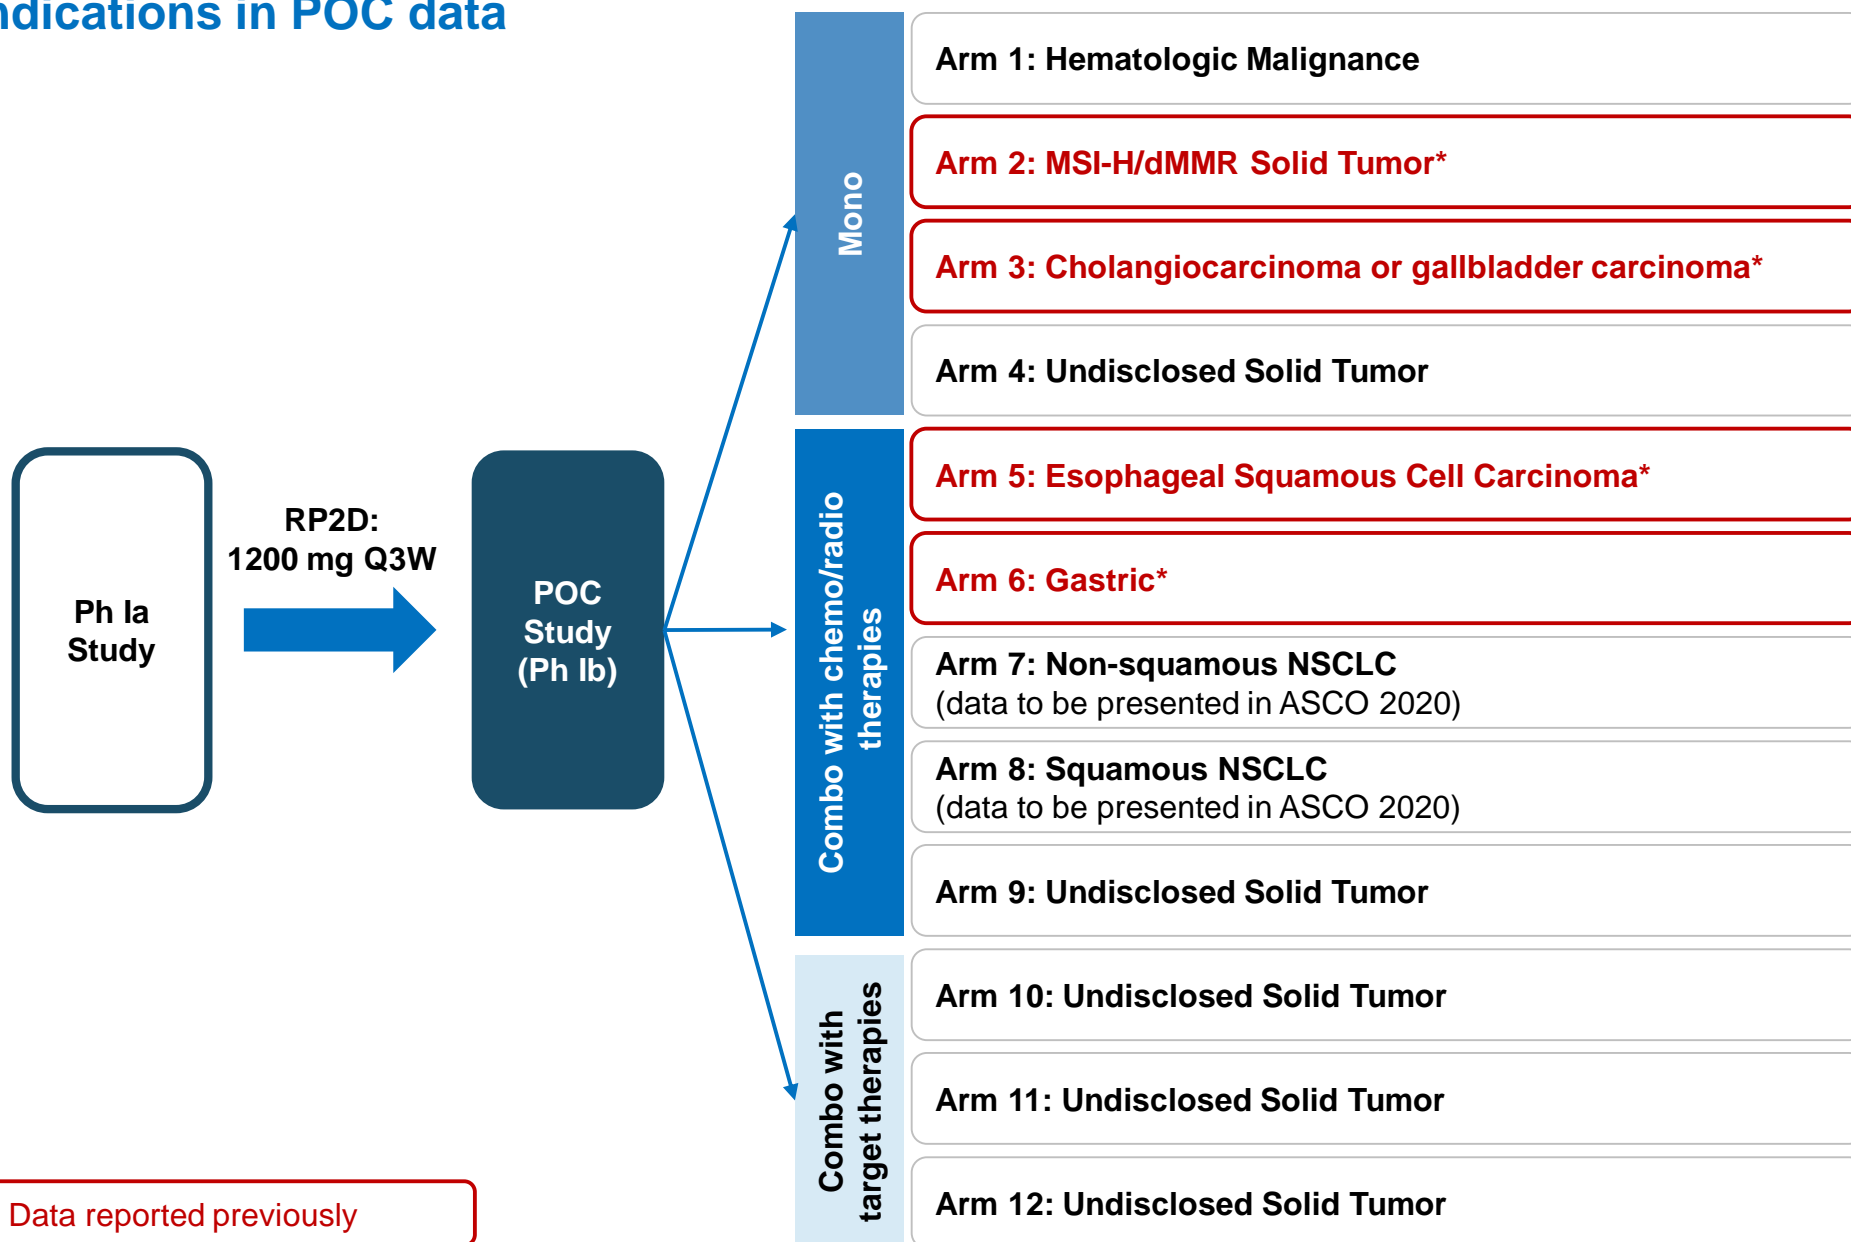 ndications in POC data
Ph Ia
Study
RP2D:
1200 mg Q3W
POC
Study
(Ph Ib)
Mono
Arm 1: Hematologic Malignance
Arm 2: MSI-H/dMMR Solid Tumor*
Arm 3: Cholangiocarcinoma or gallbladder carcinoma*
Arm 4: Undisclosed Solid Tumor
Combo with chemo/radio
therapies
Arm 5: Esophageal Squamous Cell Carcinoma*
Arm 6: Gastric*
Arm 7: Non-squamous NSCLC
(data to be presented in ASCO 2020)
Arm 8: Squamous NSCLC
(data to be presented in ASCO 2020)
Arm 9: Undisclosed Solid Tumor
Combo with
target therapies
Arm 10: Undisclosed Solid Tumor
Arm 11: Undisclosed Solid Tumor
Arm 12: Undisclosed Solid Tumor
Data reported previously